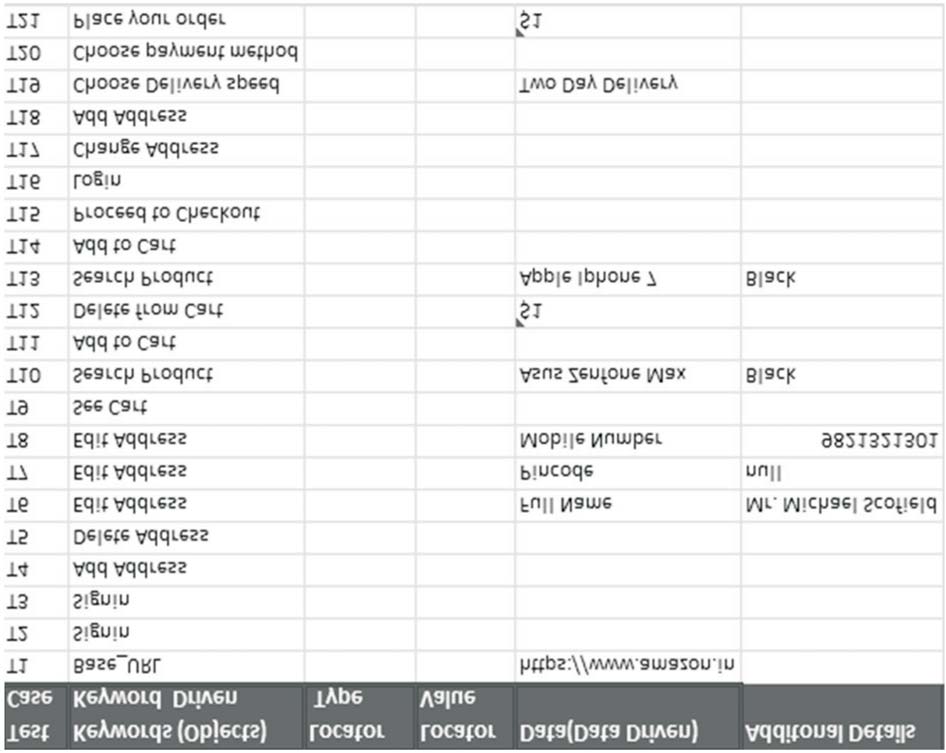 Test Keywords (Objects) Locator Locator Data(Data Driven) Additonal Details
Case Keyword Driven Type Value
T1 Base_URL https://www.amazon.in
T2 Signin
T3 Signin
T4 Add Address
T5 Delete Address
T6 Edit Address Full Name Mr. Michael Scofield
T7 Edit Address Pincode null
T8 Edit Address Mobile Number 9821321301
T9 See Cart
T10 Search Product Asus Zenfone Max Black
T11 Add to Cart
T12 Delete from Cart $1
T13 Search Product Apple Iphone 7 Black
T14 Add to Cart
T15 Proceed to Checkout
T16 Login
T17 Change Address
T18 Add Address
T19 Choose Delivery speed Two Day Delivery
T20 Choose payment method
T21 Place your order $1